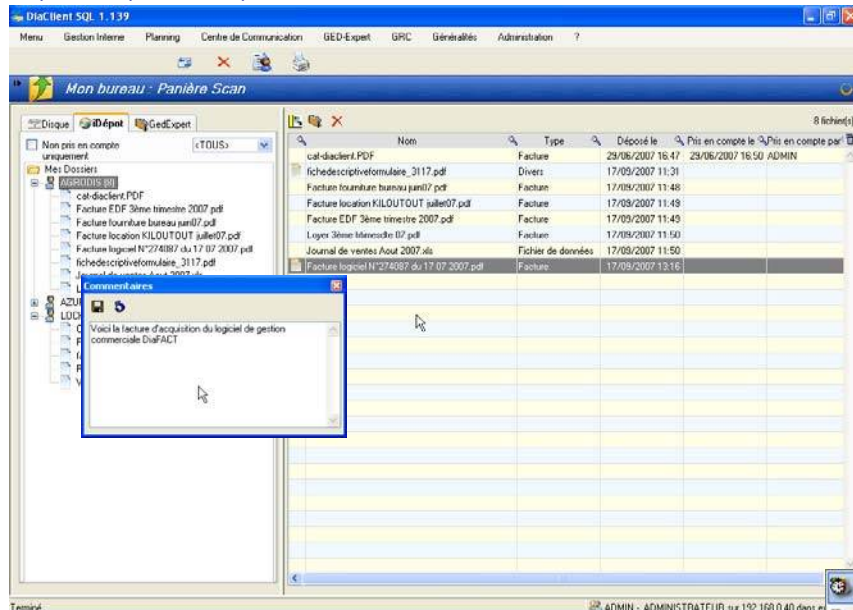 DiaClient SQL 1.139
Menu Gestion Interne Planning Centre de Communication GED-Expert GRC Généralités Administration ?
Mon bureau : Panière Scan
Disque iDépot GedExpert
8 fichier(s)
Non pris en compte uniquement <TOUS>
Nom Type Déposé le Pris en compte le Pris en compte par
Mes Dossiers
AGRODIS
cat-diaclient.PDF
Facture EDF 3ème trimestre 2007.pdf
Facture fourniture bureau juin07.pdf
Facture location KILOUTOUT juillet07.pdf
Facture logiciel N°274087 du 17 07 2007.pdf
fichedescriptiveformulaire_3117.pdf
Journal de ventes Aout 2007.xls
cat-diaclient.PDF Facture 29/06/2007 16:47 29/06/2007 16:50 ADMIN
fichedescriptiveformulaire_3117.pdf Divers 17/09/2007 11:31
Facture fourniture bureau juin07.pdf Facture 17/09/2007 11:48
Facture location KILOUTOUT juillet07.pdf Facture 17/09/2007 11:49
Facture EDF 3ème trimestre 2007.pdf Facture 17/09/2007 11:49
Loyer 3ème 07.pdf Facture 17/09/2007 11:50
Journal de ventes Aout 2007.xls Fichier de données 17/09/2007 11:50
Facture logiciel N°274087 du 17 07 2007.pdf Facture 17/09/2007 13:16
Commentaires
Voici la facture d'acquisition du logiciel de gestion
commerciale DiaFACT
Terminé
ADMIN - ADMINISTRATEUR sur 192.168.0.40 dans